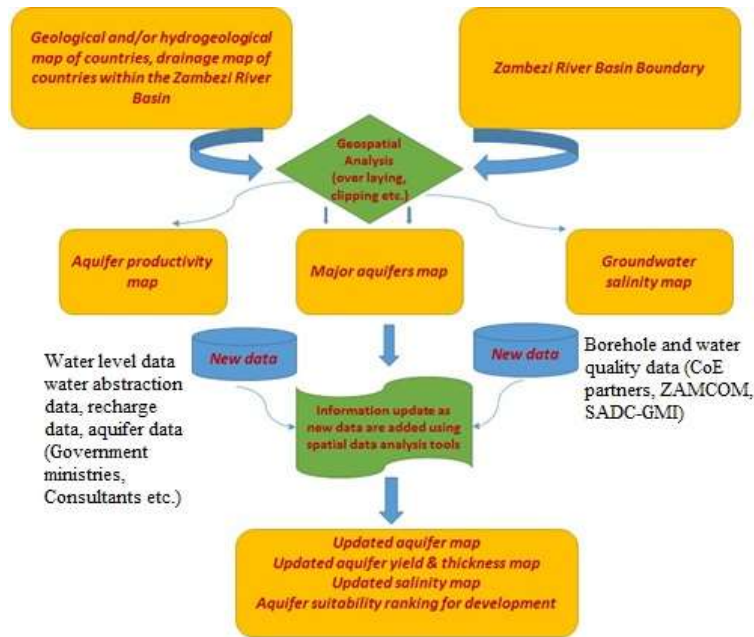 Geological and/or hydrogeological
map of countries, drainage map of
countries within the Zambezi River
Basin
Zambezi River Basin Boundary
Geospatial
Analysis
(over laying,
clipping etc.)
Aquifer productivity
map
Major aquifers map
Groundwater
salinity map
Water level data
water abstraction
data, recharge
data, aquifer data
(Government
ministries,
Consultants etc.)
New data
New data
Borehole and water
quality data (CoE
partners, ZAMCOM,
SADC-GMI)
Information update as
new data are added using
spatial data analysis tools
Updated aquifer map
Updated aquifer yield & thickness map
Updated salinity map
Aquifer suitability ranking for development